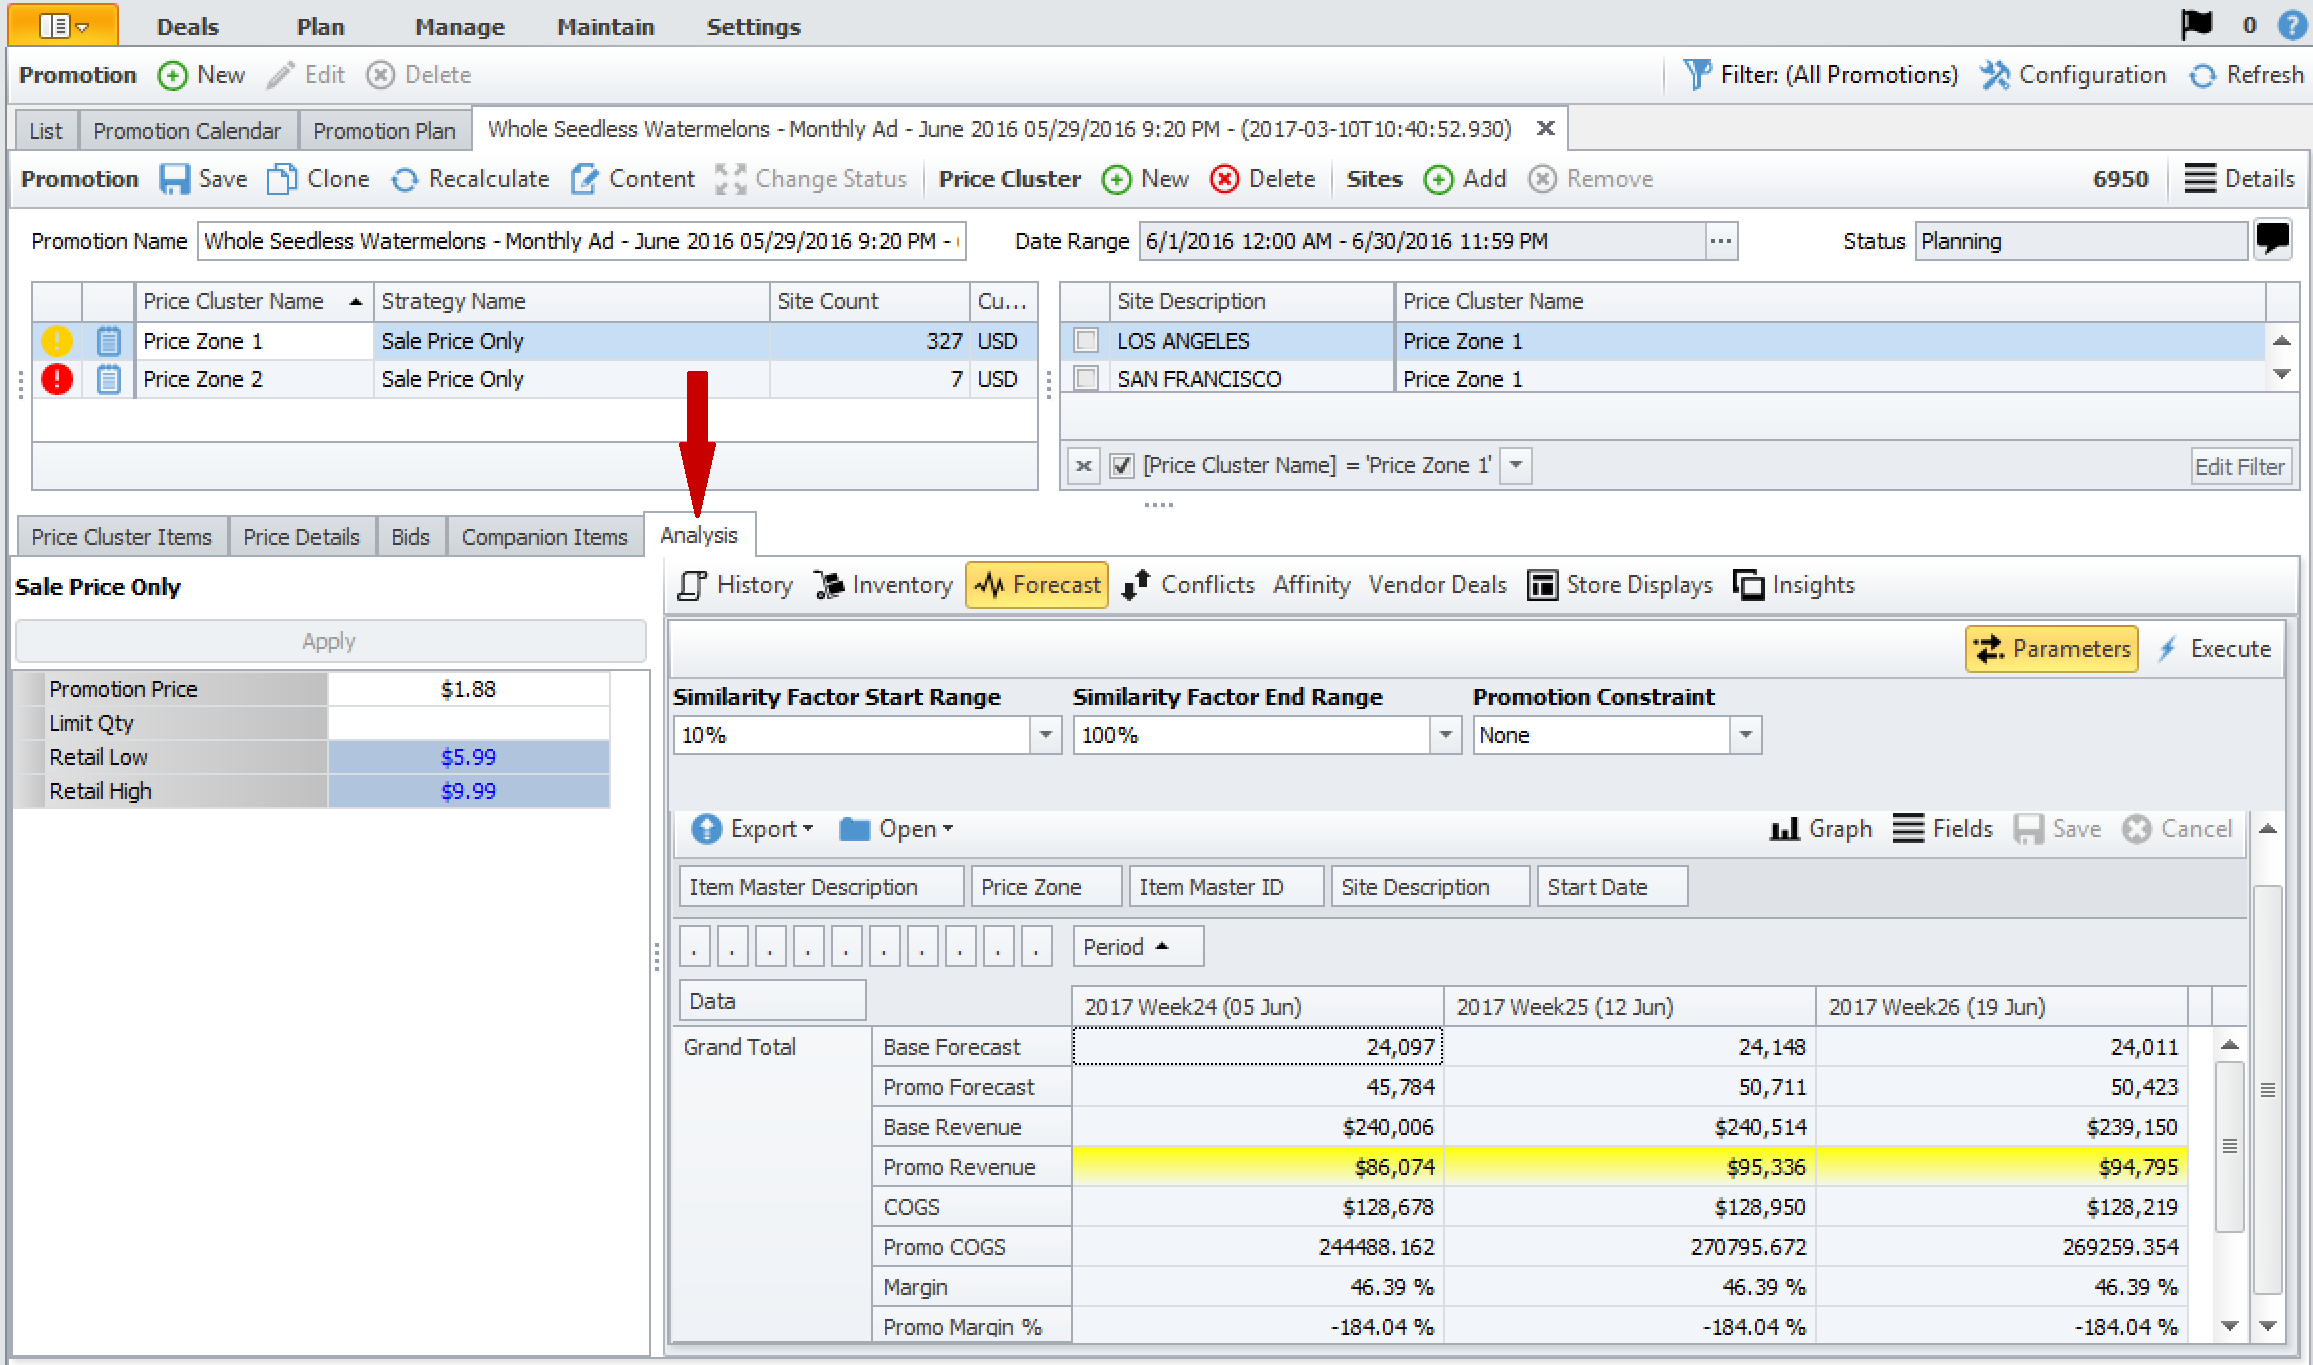 Deals Plan Manage Maintain Settings 0 ?
Promotion New Edit Delete Filter: (All Promotions) Configuration Refresh
List Promotion Calendar Promotion Plan Whole Seedless Watermelons - Monthly Ad - June 2016 05/29/2016 9:20 PM - (2017-03-10T10:40:52.930)
Promotion Save Clone Recalculate Content Change Status Price Cluster New Delete Sites Add Remove 6950 Details
Promotion Name Whole Seedless Watermelons - Monthly Ad - June 2016 05/29/2016 9:20 PM - ( Date Range 6/1/2016 12:00 AM - 6/30/2016 11:59 PM ... Status Planning
Price Cluster Name Strategy Name Site Count Cu... Site Description Price Cluster Name
! Price Zone 1 Sale Price Only 327 USD LOS ANGELES Price Zone 1
! Price Zone 2 Sale Price Only 7 USD SAN FRANCISCO Price Zone 1
[Price Cluster Name] = 'Price Zone 1' Edit Filter
Price Cluster Items Price Details Bids Companion Items Analysis
Sale Price Only History Inventory Forecast Conflicts Affinity Vendor Deals Store Displays Insights
Apply Parameters Execute
Promotion Price $1.88
Limit Qty
Retail Low $5.99
Retail High $9.99
Similarity Factor Start Range Similarity Factor End Range Promotion Constraint
10% 100% None
Export Open Graph Fields Save Cancel
Item Master Description Price Zone Item Master ID Site Description Start Date
. . . . . . . . . . Period
Data 2017 Week24 (05 Jun) 2017 Week25 (12 Jun) 2017 Week26 (19 Jun)
Grand Total Base Forecast 24,097 24,148 24,011
Promo Forecast 45,784 50,711 50,423
Base Revenue $240,006 $240,514 $239,150
Promo Revenue $86,074 $95,336 $94,795
COGS $128,678 $128,950 $128,219
Promo COGS 244488.162 270795.672 269259.354
Margin 46.39 % 46.39 % 46.39 %
Promo Margin % -184.04 % -184.04 % -184.04 %